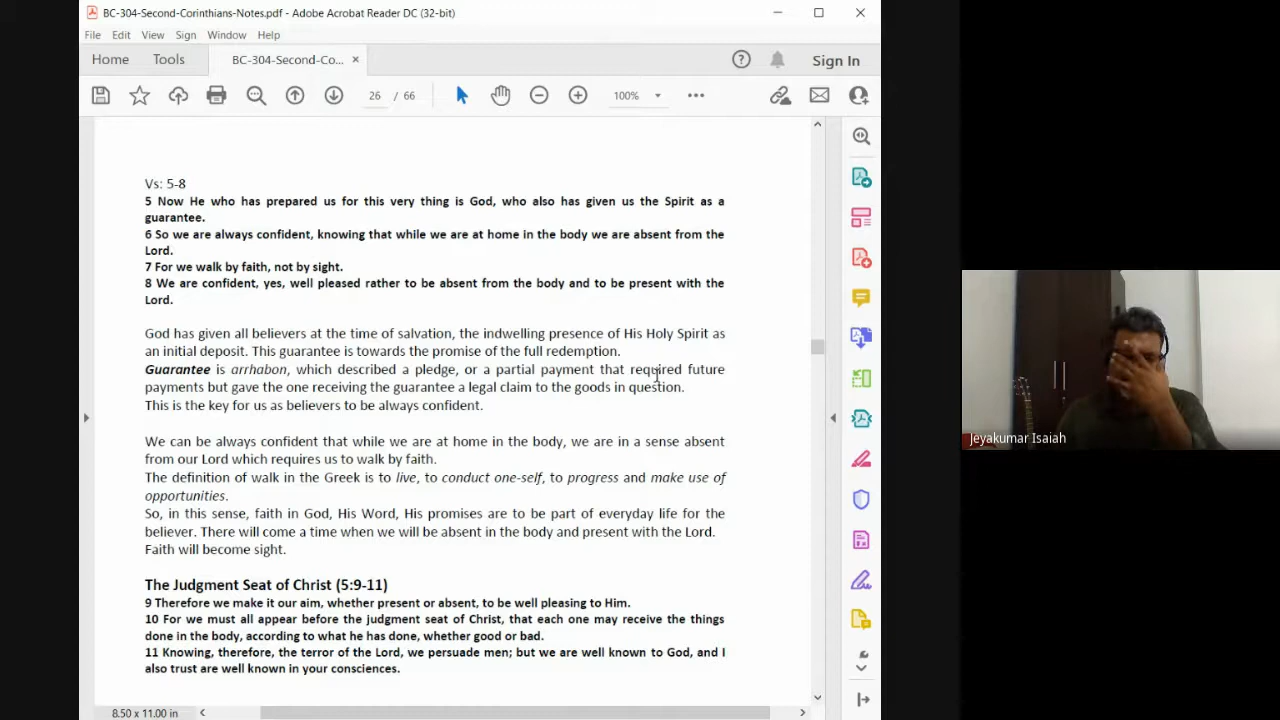 BC-304-Second-Corinthians-Notes.pdf - Adobe Acrobat Reader DC (32-bit)
File Edit View Sign Window Help
Home Tools BC-304-Second-Co... × Sign In
26 / 66 100%
Vs: 5-8
5 Now He who has prepared us for this very thing is God, who also has given us the Spirit as a
guarantee.
6 So we are always confident, knowing that while we are at home in the body we are absent from the
Lord.
7 For we walk by faith, not by sight.
8 We are confident, yes, well pleased rather to be absent from the body and to be present with the
Lord.
God has given all believers at the time of salvation, the indwelling presence of His Holy Spirit as
an initial deposit. This guarantee is towards the promise of the full redemption.
Guarantee is arrhabon, which described a pledge, or a partial payment that required future
payments but gave the one receiving the guarantee a legal claim to the goods in question.
This is the key for us as believers to be always confident.
We can be always confident that while we are at home in the body, we are in a sense absent
from our Lord which requires us to walk by faith.
The definition of walk in the Greek is to live, to conduct one-self, to progress and make use of
opportunities.
So, in this sense, faith in God, His Word, His promises are to be part of everyday life for the
believer. There will come a time when we will be absent in the body and present with the Lord.
Faith will become sight.
The Judgment Seat of Christ (5:9-11)
9 Therefore we make it our aim, whether present or absent, to be well pleasing to Him.
10 For we must all appear before the judgment seat of Christ, that each one may receive the things
done in the body, according to what he has done, whether good or bad.
11 Knowing, therefore, the terror of the Lord, we persuade men; but we are well known to God, and I
also trust are well known in your consciences.
8.50 x 11.00 in
Jeyakumar Isaiah